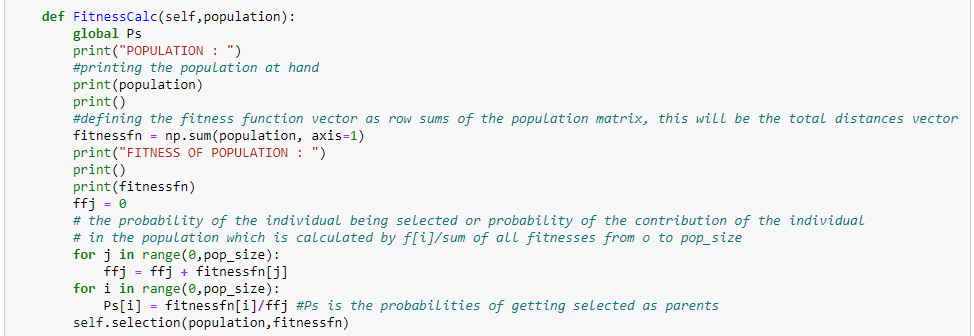 def FitnessCalc(self,population):
global Ps
print("POPULATION : ")
#printing the population at hand
print(population)
print()
#defining the fitness function vector as row sums of the population matrix, this will be the total distances vector
fitnessfn = np.sum(population, axis=1)
print("FITNESS OF POPULATION : ")
print()
print(fitnessfn)
ffj = 0
# the probability of the individual being selected or probability of the contribution of the individual
# in the population which is calculated by f[i]/sum of all fitnesses from o to pop_size
for j in range(0,pop_size):
ffj = ffj + fitnessfn[j]
for i in range(0,pop_size):
Ps[i] = fitnessfn[i]/ffj #Ps is the probabilities of getting selected as parents
self.selection(population,fitnessfn)